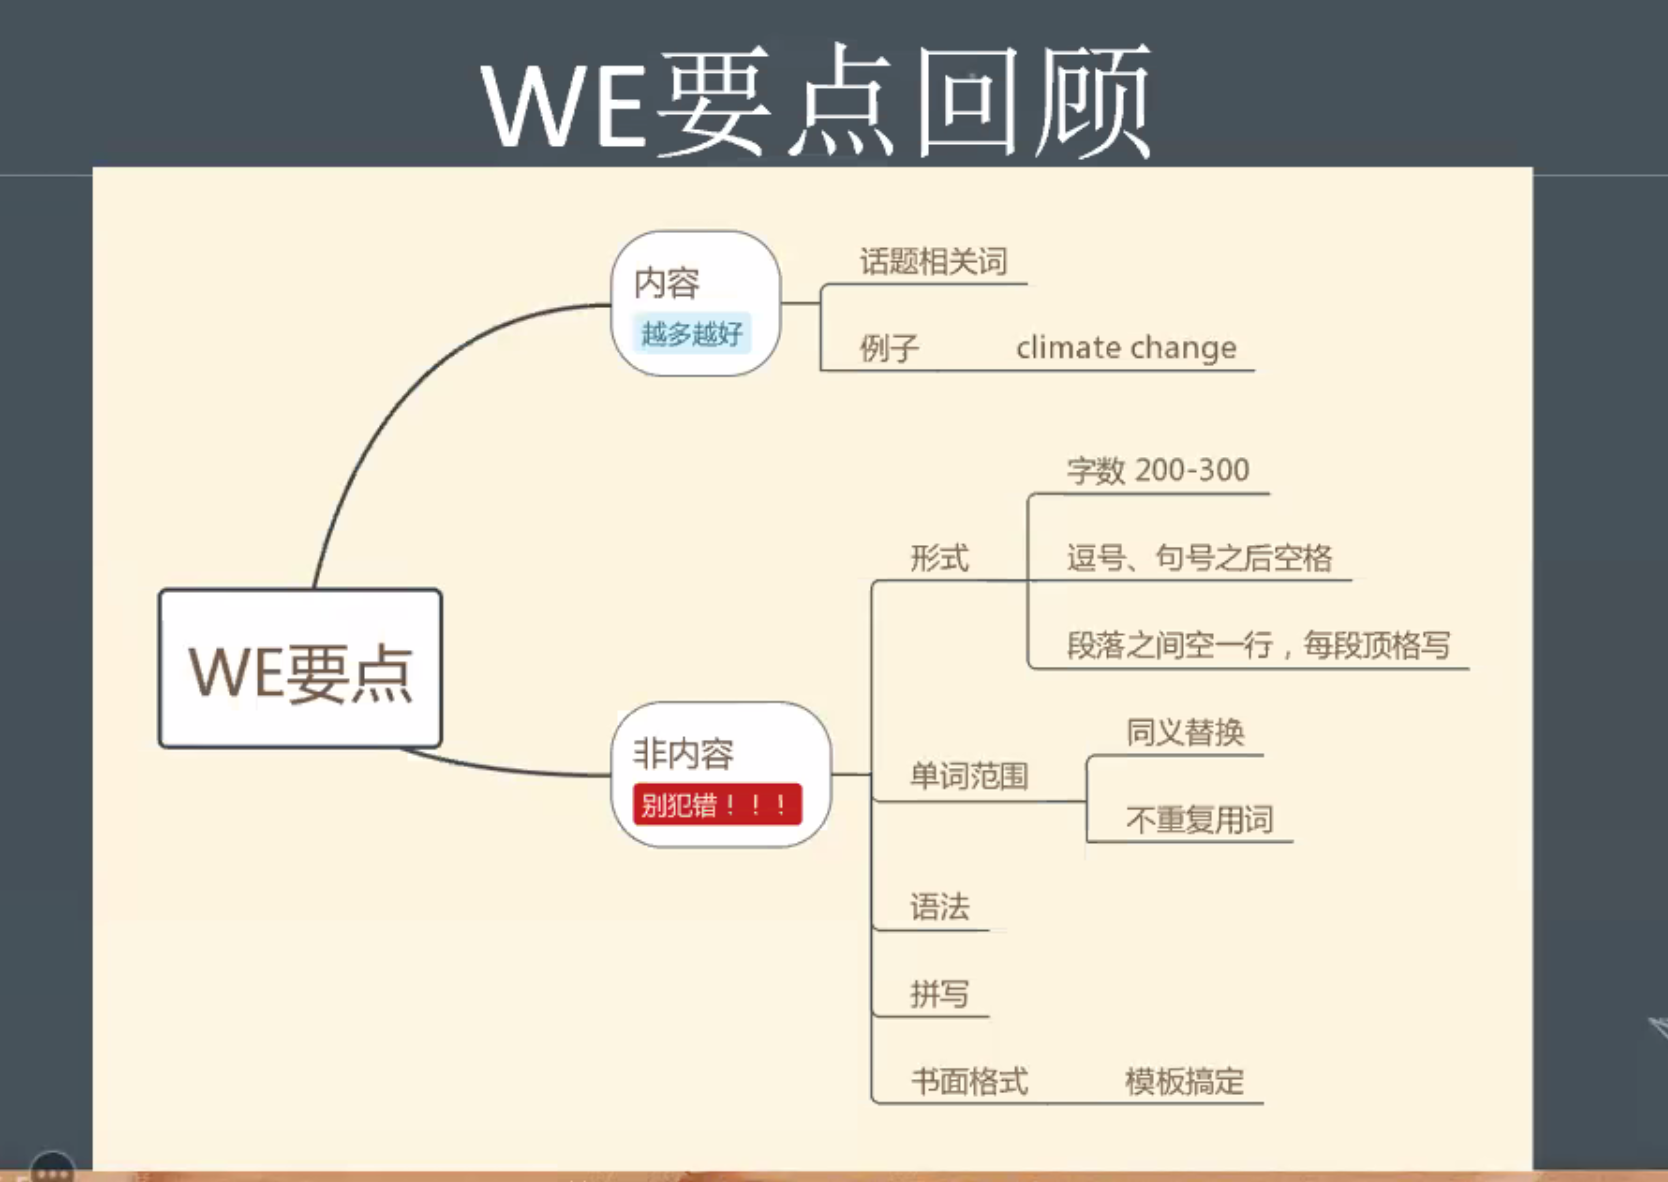 WE要点回顾
内容
越多越好
话题相关词
例子 climate change
字数 200-300
形式
逗号、句号之后空格
段落之间空一行，每段顶格写
WE要点
非内容
别犯错！！！
同义替换
单词范围
不重复用词
语法
拼写
书面格式 模板搞定